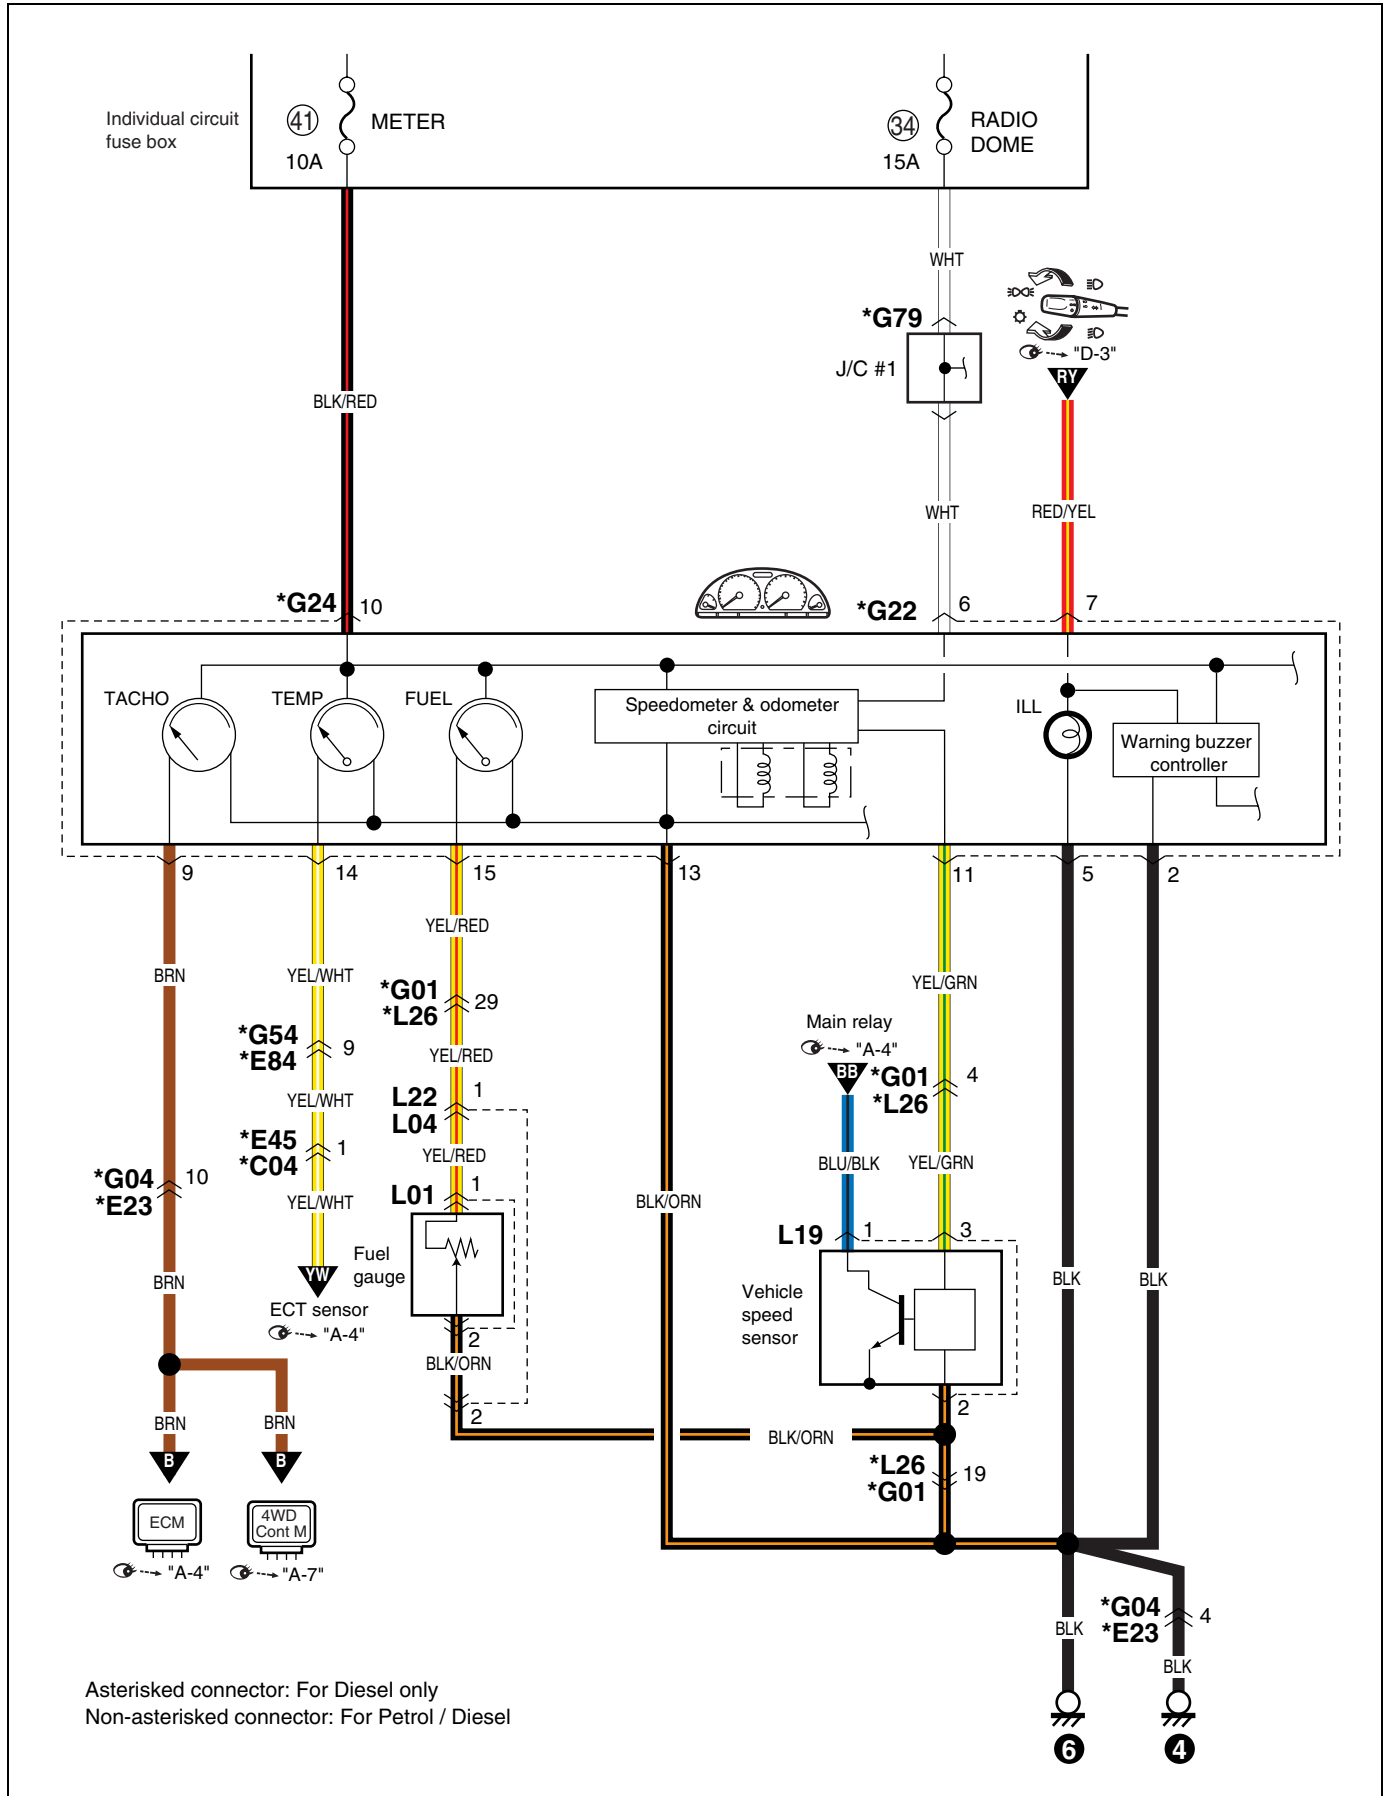 Individual circuit
fuse box
41
10A
METER
34
15A
RADIO
DOME
WHT
*G79
J/C #1
"D-3"
RY
BLK/RED
WHT
RED/YEL
*G24
10
*G22
6
7
TACHO
TEMP
FUEL
Speedometer & odometer
circuit
ILL
Warning buzzer
controller
9
14
15
13
11
5
2
YEL/RED
BRN
YEL/WHT
YEL/GRN
*G01
*L26
29
*G54
*E84
9
YEL/RED
Main relay
"A-4"
BB
*G01
*L26
4
YEL/WHT
L22
L04
1
*E45
*C04
1
YEL/RED
BLU/BLK
YEL/GRN
*G04
*E23
10
YEL/WHT
L01
1
BLK/ORN
L19
1
3
Fuel
gauge
YW
ECT sensor
"A-4"
BRN
Vehicle
speed
sensor
BLK
BLK
2
BLK/ORN
2
2
BLK/ORN
BRN
BRN
B
B
*L26
*G01
19
ECM
"A-4"
4WD
Cont M
"A-7"
*G04
*E23
4
BLK
BLK
Asterisked connector: For Diesel only
Non-asterisked connector: For Petrol / Diesel
6
4